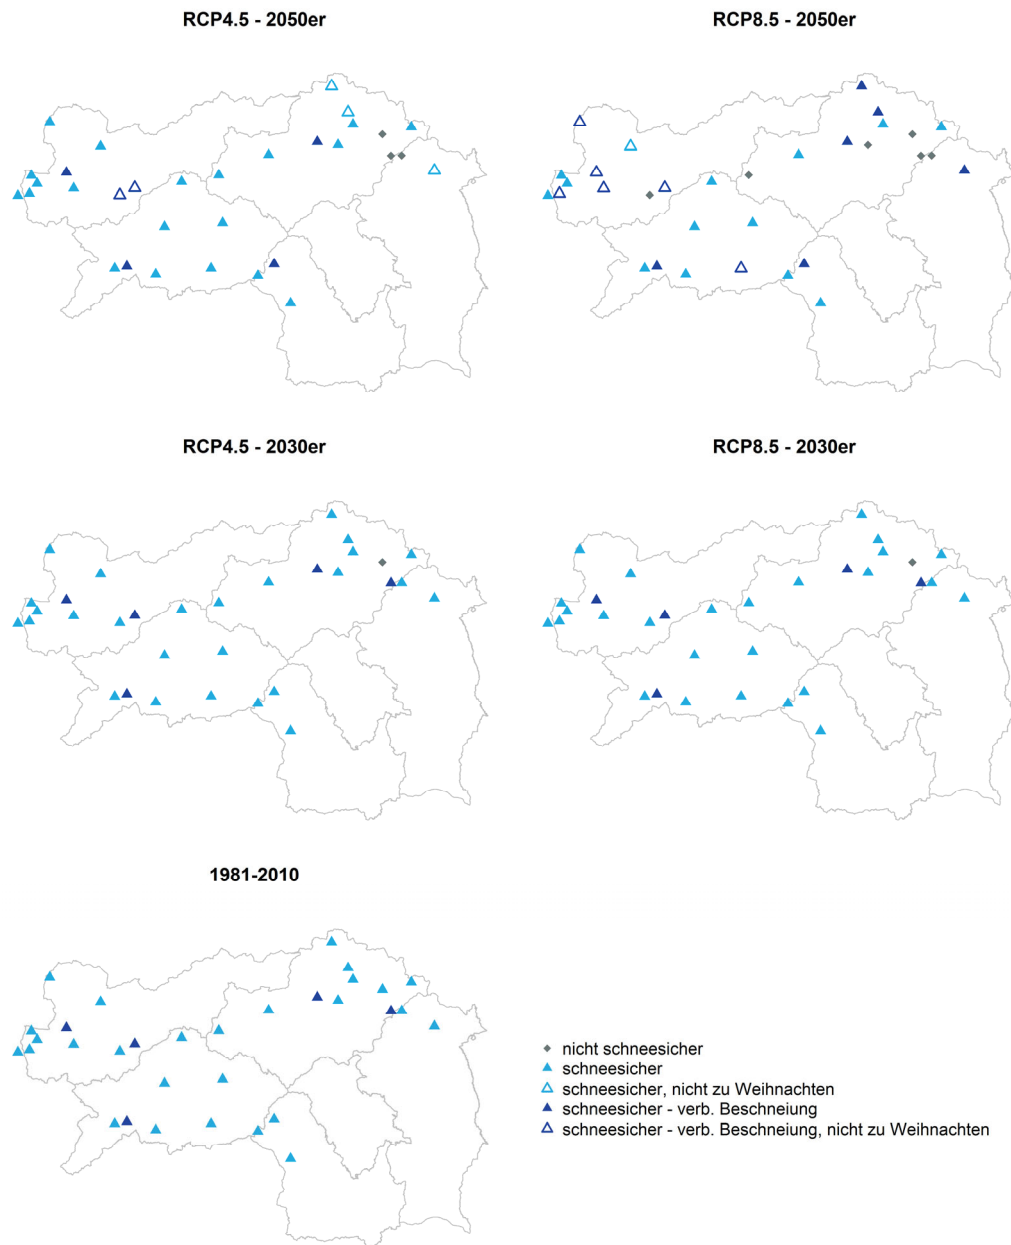 RCP4.5 - 2050er
RCP8.5 - 2050er
RCP4.5 - 2030er
RCP8.5 - 2030er
1981-2010
nicht schneesicher
schneesicher
schneesicher, nicht zu Weihnachten
schneesicher - verb. Beschneiung
schneesicher - verb. Beschneiung, nicht zu Weihnachten